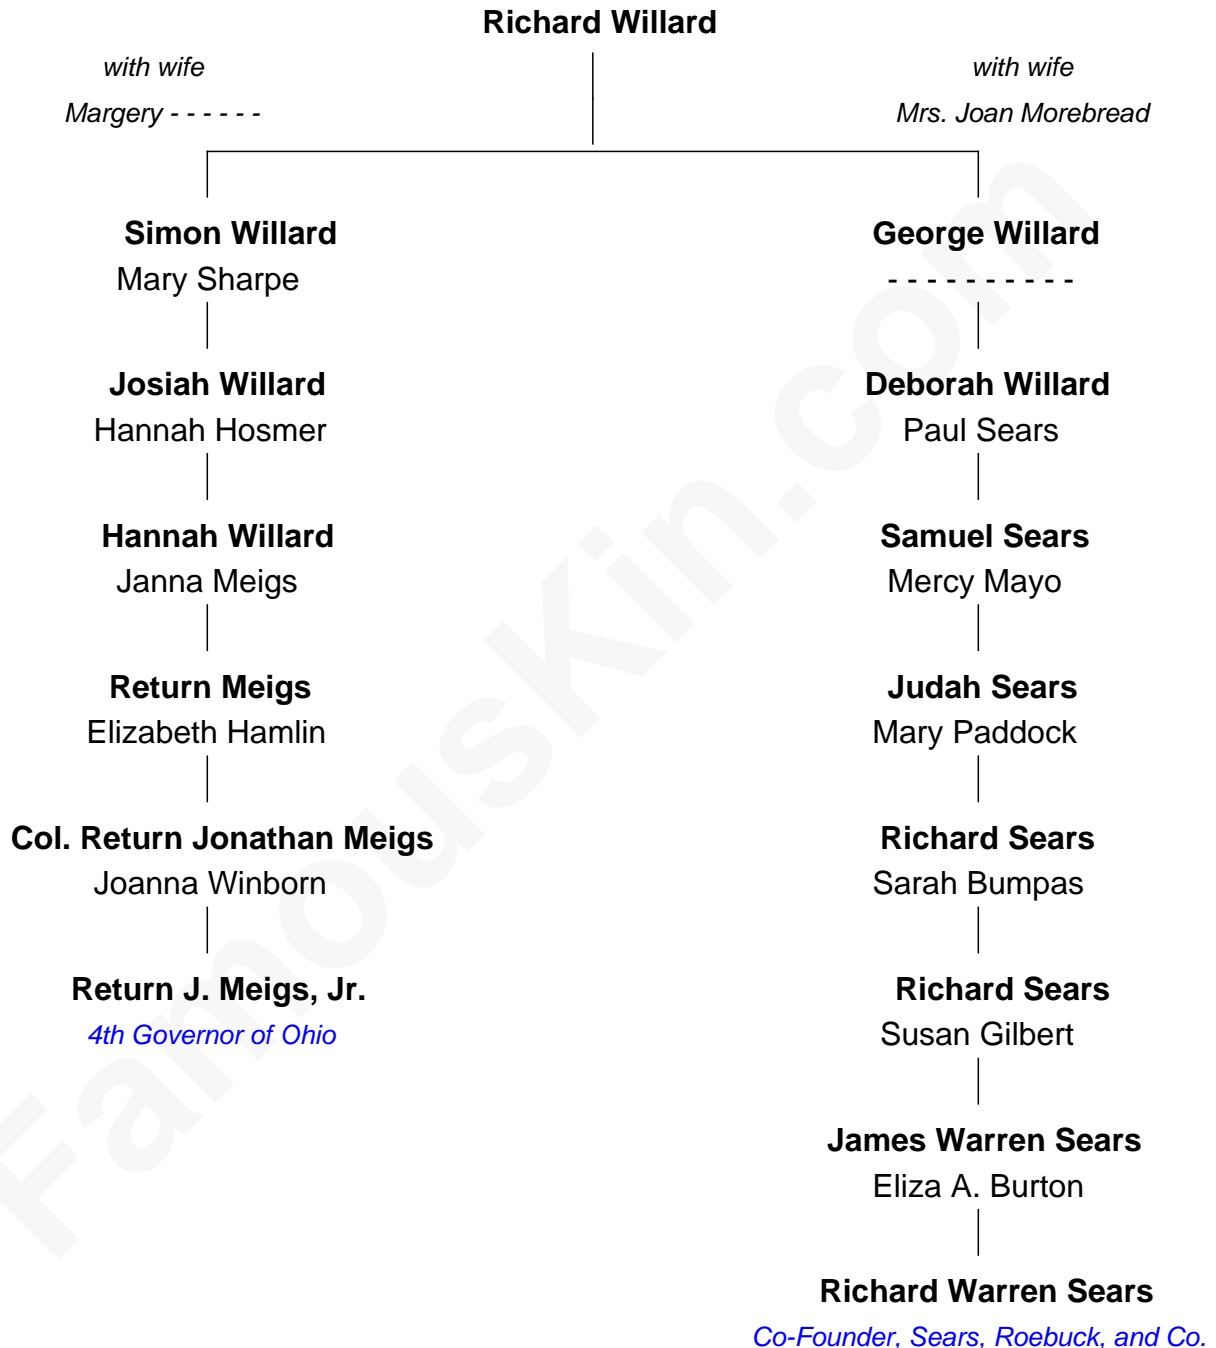 Richard Willard
with wife
Margery - - - - - -
with wife
Mrs. Joan Morebread
Simon Willard
Mary Sharpe
George Willard
- - - - - - - - - -
Josiah Willard
Hannah Hosmer
Deborah Willard
Paul Sears
Hannah Willard
Janna Meigs
Samuel Sears
Mercy Mayo
Return Meigs
Elizabeth Hamlin
Judah Sears
Mary Paddock
Col. Return Jonathan Meigs
Joanna Winborn
Richard Sears
Sarah Bumpas
Return J. Meigs, Jr.
4th Governor of Ohio
Richard Sears
Susan Gilbert
James Warren Sears
Eliza A. Burton
Richard Warren Sears
Co-Founder, Sears, Roebuck, and Co.
FamousKin.com